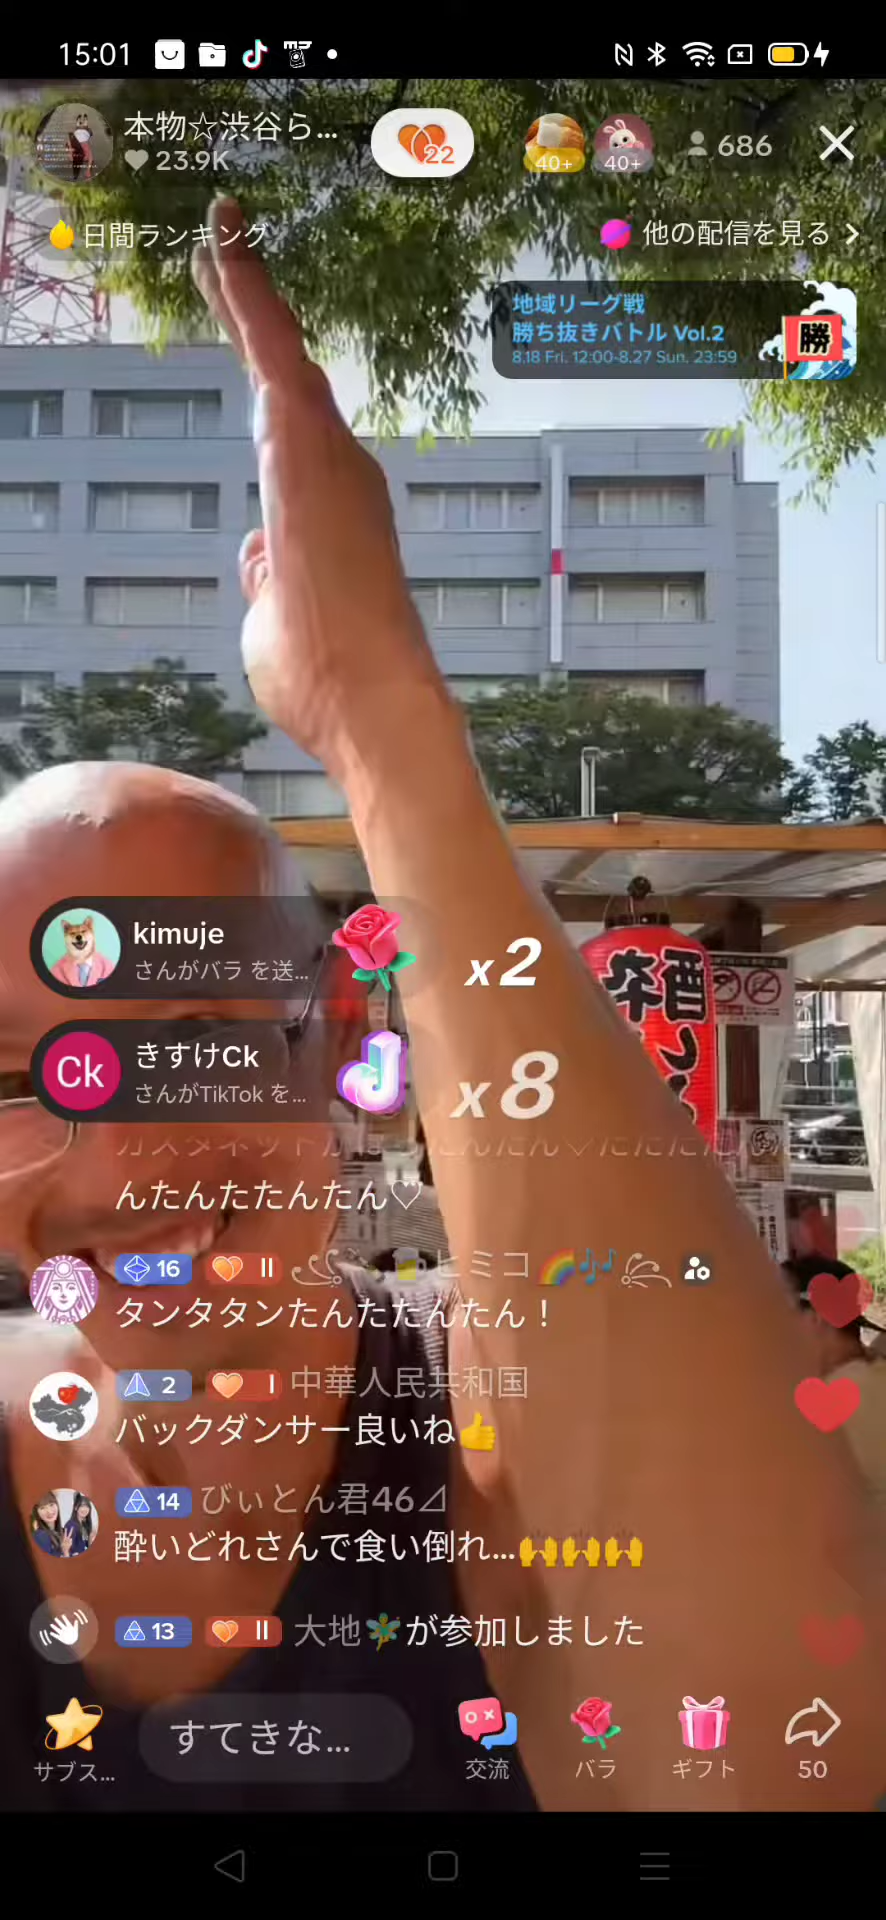 15:01
本物☆渋谷ら...
23.9K
22
40+
40+
686
日間ランキング
他の配信を見る
地域リーグ戦
勝ち抜きバトル Vol.2
8.18 Fri. 12:00-8.27 Sun. 23:59
勝
kimuje
さんがバラ を送...
x2
Ck
きすけCk
さんがTikTok を...
x8
んたんたたんたん♡
16 II ヒミコ🌈🎶
タンタタンたんたたんたん！
2 I 中華人民共和国
バックダンサー良いね👍
14 びぃとん君46⊿
酔いどれさんで食い倒れ...🙌🙌🙌
13 II 大地🧚が参加しました
サブス...
すてきな...
交流
バラ
ギフト
50